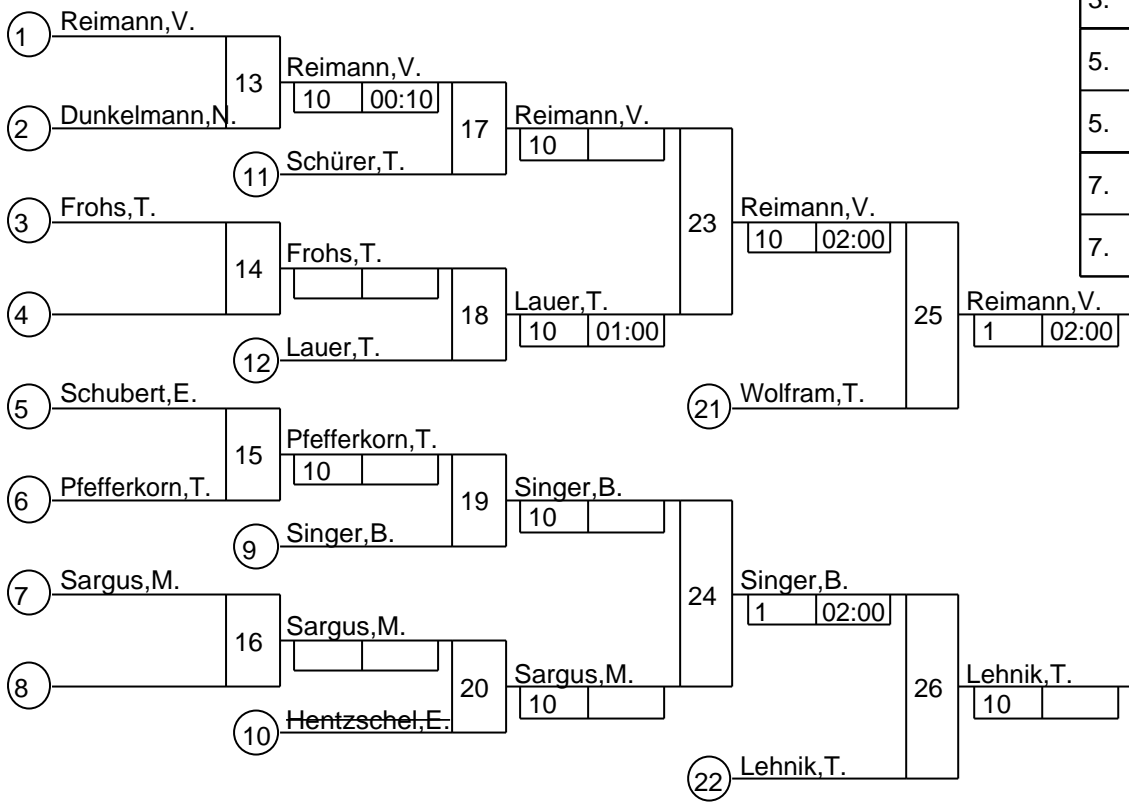 3.
1 Reimann,V.
13 Reimann,V.
10 00:10
5.
2 Dunkelmann,N.
17 Reimann,V.
10
5.
11 Schürer,T.
7.
3 Frohs,T.
23 Reimann,V.
10 02:00
14 Frohs,T.
7.
4
18 Lauer,T.
10 01:00
25 Reimann,V.
1 02:00
12 Lauer,T.
5 Schubert,E.
21 Wolfram,T.
15 Pfefferkorn,T.
10
6 Pfefferkorn,T.
19 Singer,B.
10
9 Singer,B.
7 Sargus,M.
24 Singer,B.
1 02:00
16 Sargus,M.
8
20 Sargus,M.
10
26 Lehnik,T.
10
10 Hentzschel,E.
22 Lehnik,T.